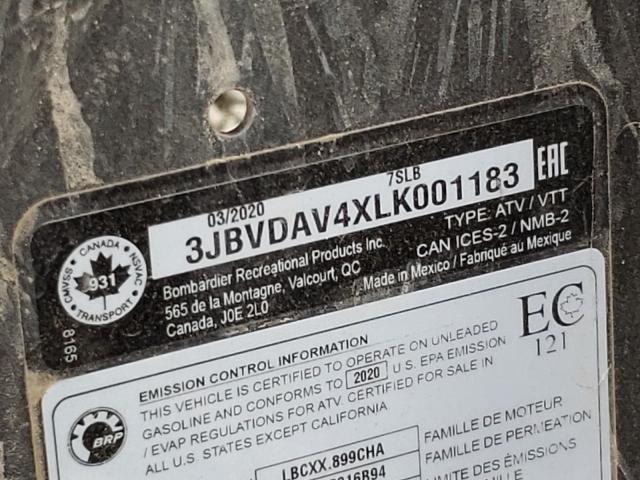 03/2020 7SLB
3JBVDAV4XLK001183
EAC
Bombardier Recreational Products Inc.
565 de la Montagne, Valcourt, QC
Canada, J0E 2L0
TYPE: ATV / VTT
CAN ICES-2 / NMB-2
Made in Mexico / Fabriqué au Mexique
CANADA
CMVSS 931 NSVAC
TRANSPORT
8165
EMISSION CONTROL INFORMATION
THIS VEHICLE IS CERTIFIED TO OPERATE ON UNLEADED
GASOLINE AND CONFORMS TO 2020 U.S. EPA EMISSION
/ EVAP REGULATIONS FOR ATV. CERTIFIED FOR SALE IN
ALL U.S. STATES EXCEPT CALIFORNIA
EC
121
BRP
LBCXX.899CHA FAMILLE DE MOTEUR
FAMILLE DE PERMÉATION
DES ÉMISSIONS